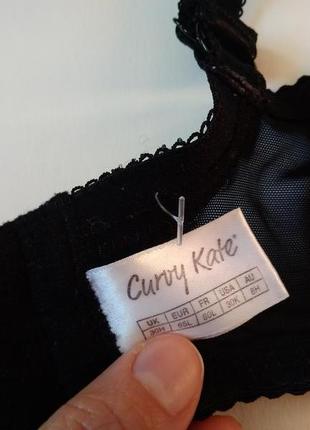 Curvy Kate®
UK EUR FR USA AU
30H 65L 80L 30K 8H